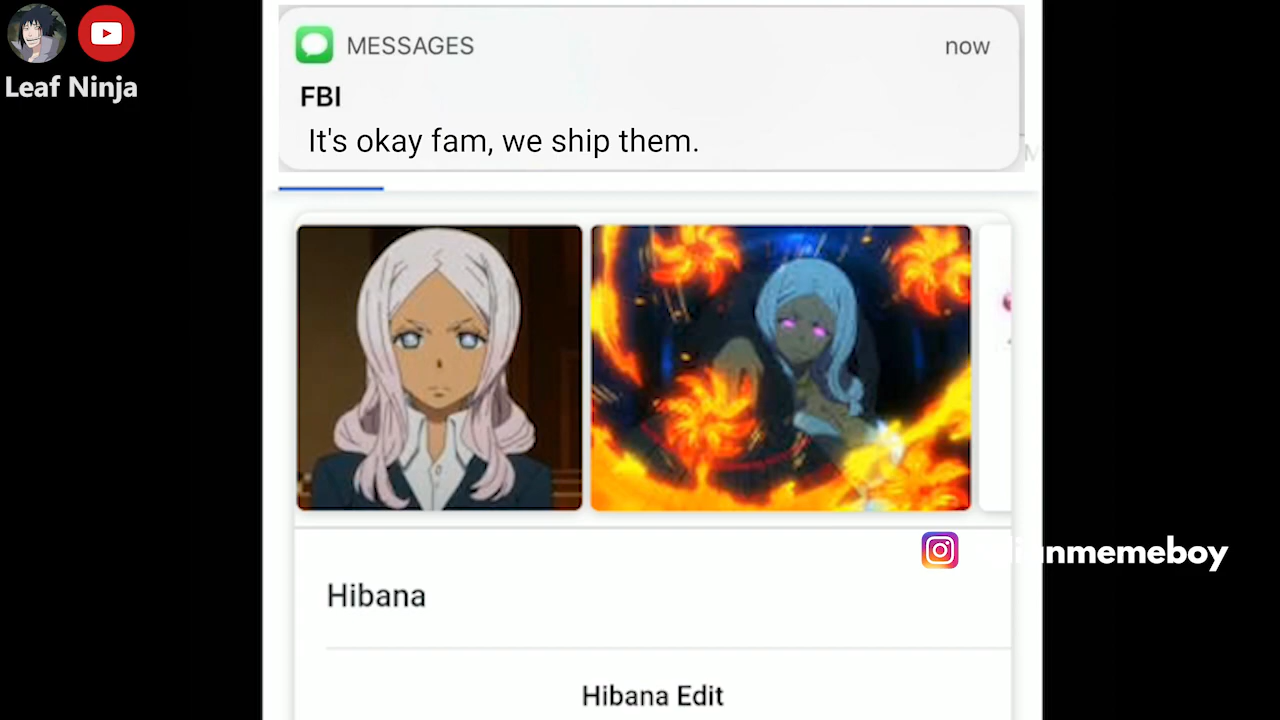 Leaf Ninja
MESSAGES
now
FBI
It's okay fam, we ship them.
Hibana
Hibana Edit